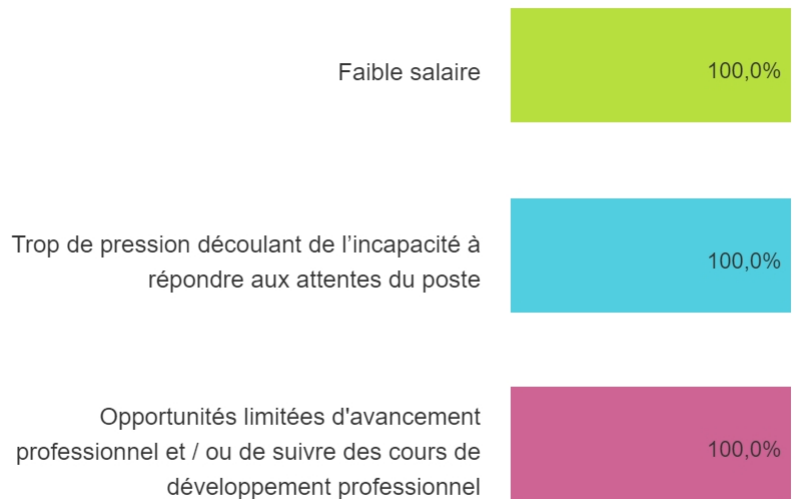 Faible salaire
100,0%
Trop de pression découlant de l’incapacité à
répondre aux attentes du poste
100,0%
Opportunités limitées d'avancement
professionnel et / ou de suivre des cours de
développement professionnel
100,0%